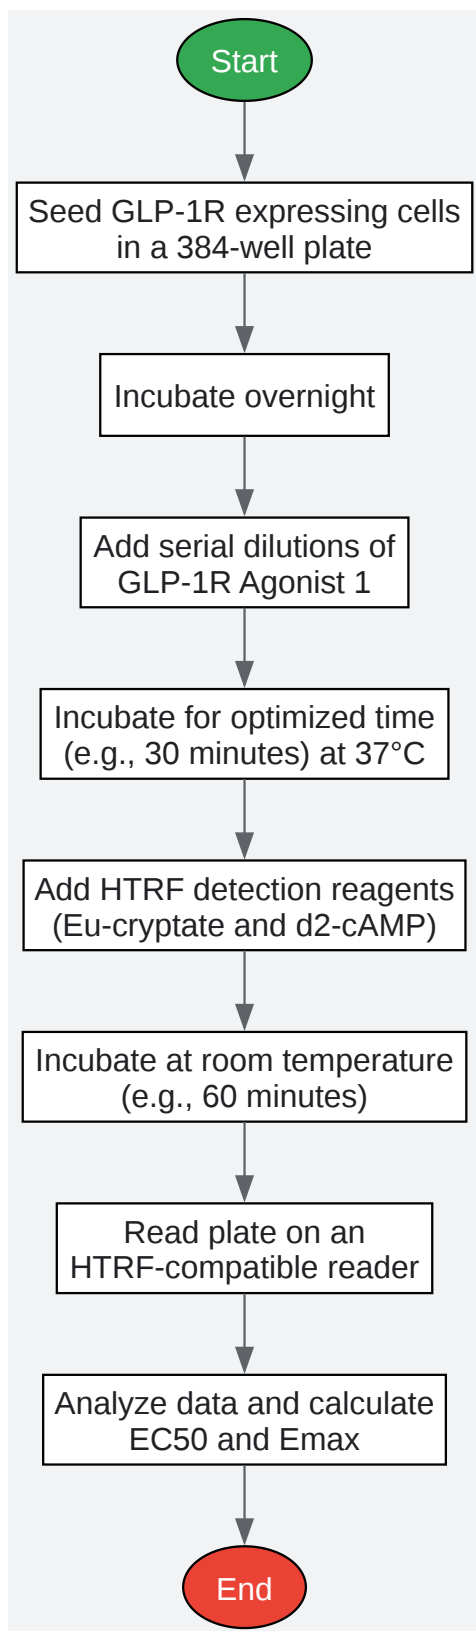 Start
Seed GLP-1R expressing cells
in a 384-well plate
Incubate overnight
Add serial dilutions of
GLP-1R Agonist 1
Incubate for optimized time
(e.g., 30 minutes) at 37°C
Add HTRF detection reagents
(Eu-cryptate and d2-cAMP)
Incubate at room temperature
(e.g., 60 minutes)
Read plate on an
HTRF-compatible reader
Analyze data and calculate
EC50 and Emax
End